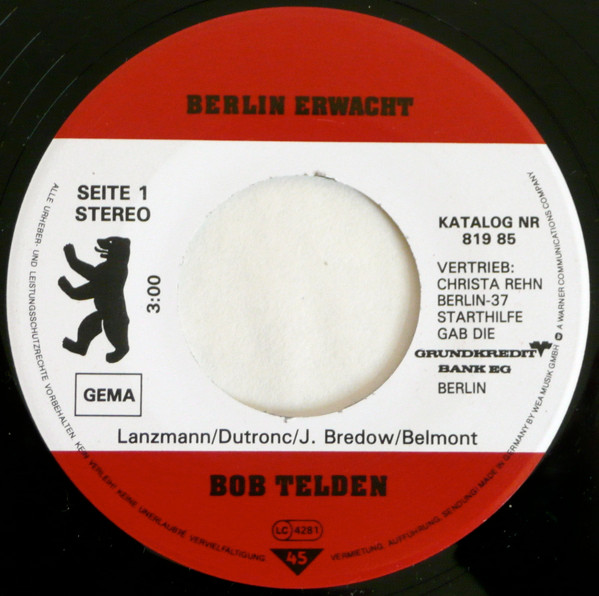 BERLIN ERWACHT
SEITE 1
STEREO
3:00
GEMA
KATALOG NR
819 85
VERTRIEB:
CHRISTA REHN
BERLIN-37
STARTHILFE
GAB DIE
GRUNDKREDIT
BANK EG
BERLIN
Lanzmann/Dutronc/J. Bredow/Belmont
BOB TELDEN
LC 4281
45
ALLE URHEBER- UND LEISTUNGSSCHUTZRECHTE VORBEHALTEN. KEIN VERLEIH! KEINE UNERLAUBTE VERVIELFÄLTIGUNG, VERMIETUNG, AUFFÜHRUNG, SENDUNG! MADE IN GERMANY BY WEA MUSIK GMBH Ⓦ A WARNER COMMUNICATIONS COMPANY